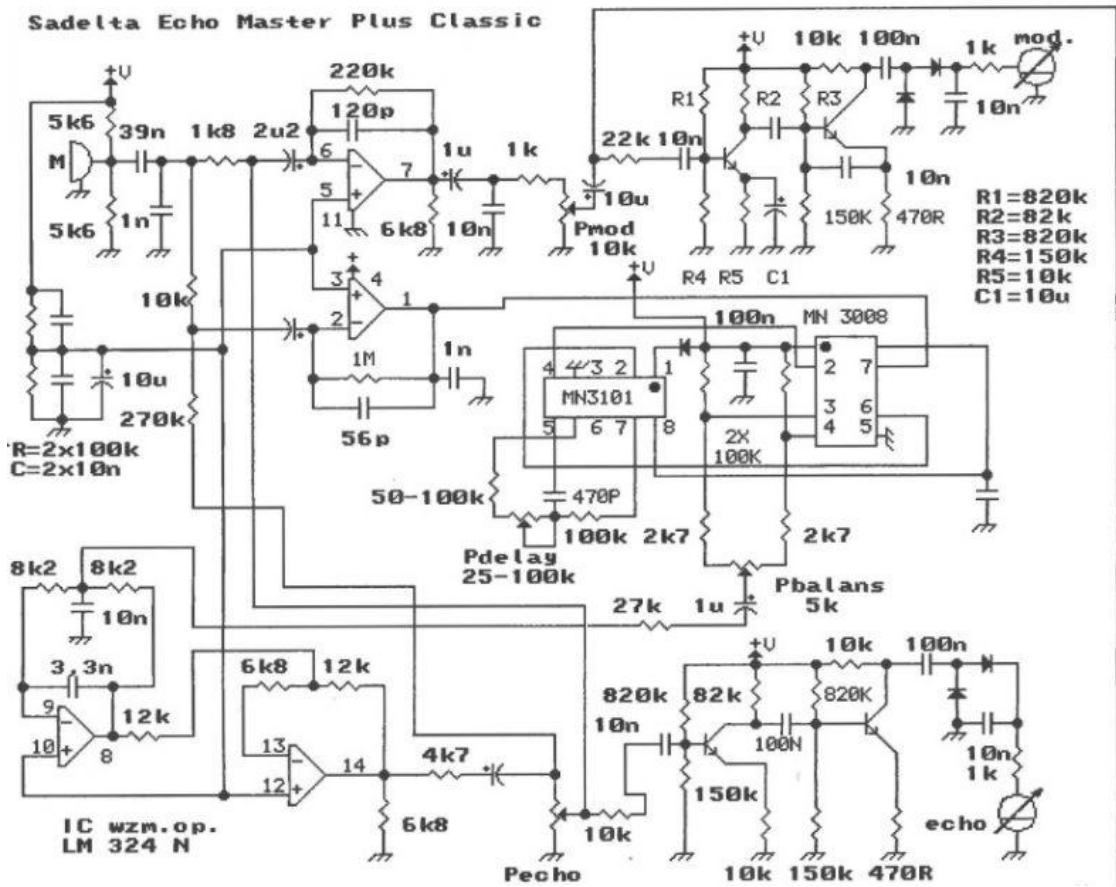 Sadelta Echo Master Plus Classic
+V
220k
120p
5k6
39n
1k8
2u2
M
6
5
11
7
1u
1k
5k6
1n
6k8
10n
Pmod
10k
10u
+V
10k
100n
1k
mod.
R1
R2
R3
10n
22k
10n
10n
150K
470R
R4
R5
C1
R1=820k
R2=82k
R3=820k
R4=150k
R5=10k
C1=10u
10k
+
4
3
2
1
1M
1n
56p
10u
270k
R=2x100k
C=2x10n
+V
100n
MN 3008
4
3
2
1
MN3101
5
6
7
8
2
7
3
6
4
5
2X
100K
50-100k
470P
100k
2k7
2k7
Pdelay
25-100k
Pbalans
5k
1u
27k
8k2
8k2
10n
3,3n
12k
9
10
8
6k8
12k
13
12
14
4k7
6k8
IC wzm.op.
LM 324 N
Pecho
10k
+V
10k
100n
820k
82k
820K
10n
100N
150k
10n
1k
echo
10k
150k
470R